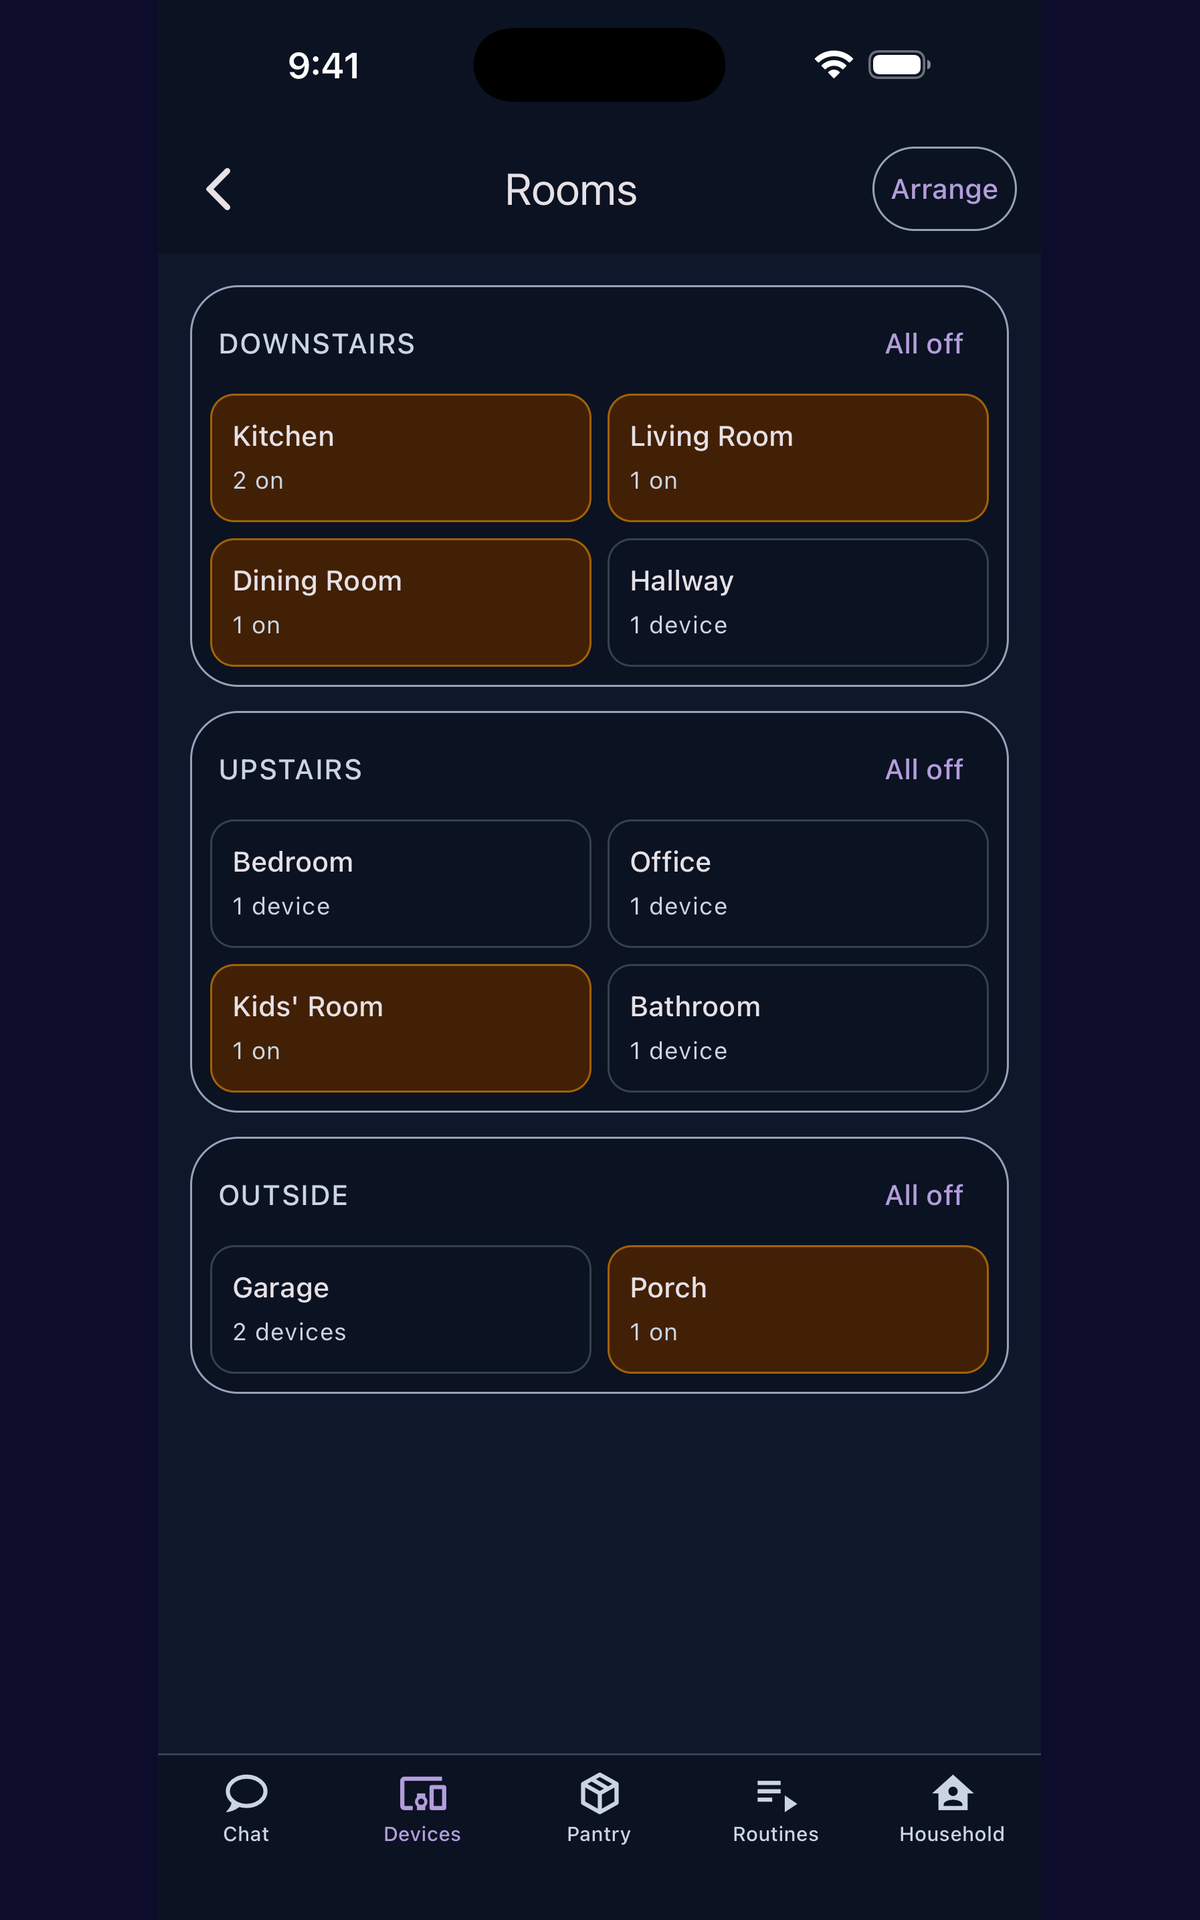 9:41
Rooms
Arrange
DOWNSTAIRS
All off
Kitchen
2 on
Living Room
1 on
Dining Room
1 on
Hallway
1 device
UPSTAIRS
All off
Bedroom
1 device
Office
1 device
Kids' Room
1 on
Bathroom
1 device
OUTSIDE
All off
Garage
2 devices
Porch
1 on
Chat
Devices
Pantry
Routines
Household